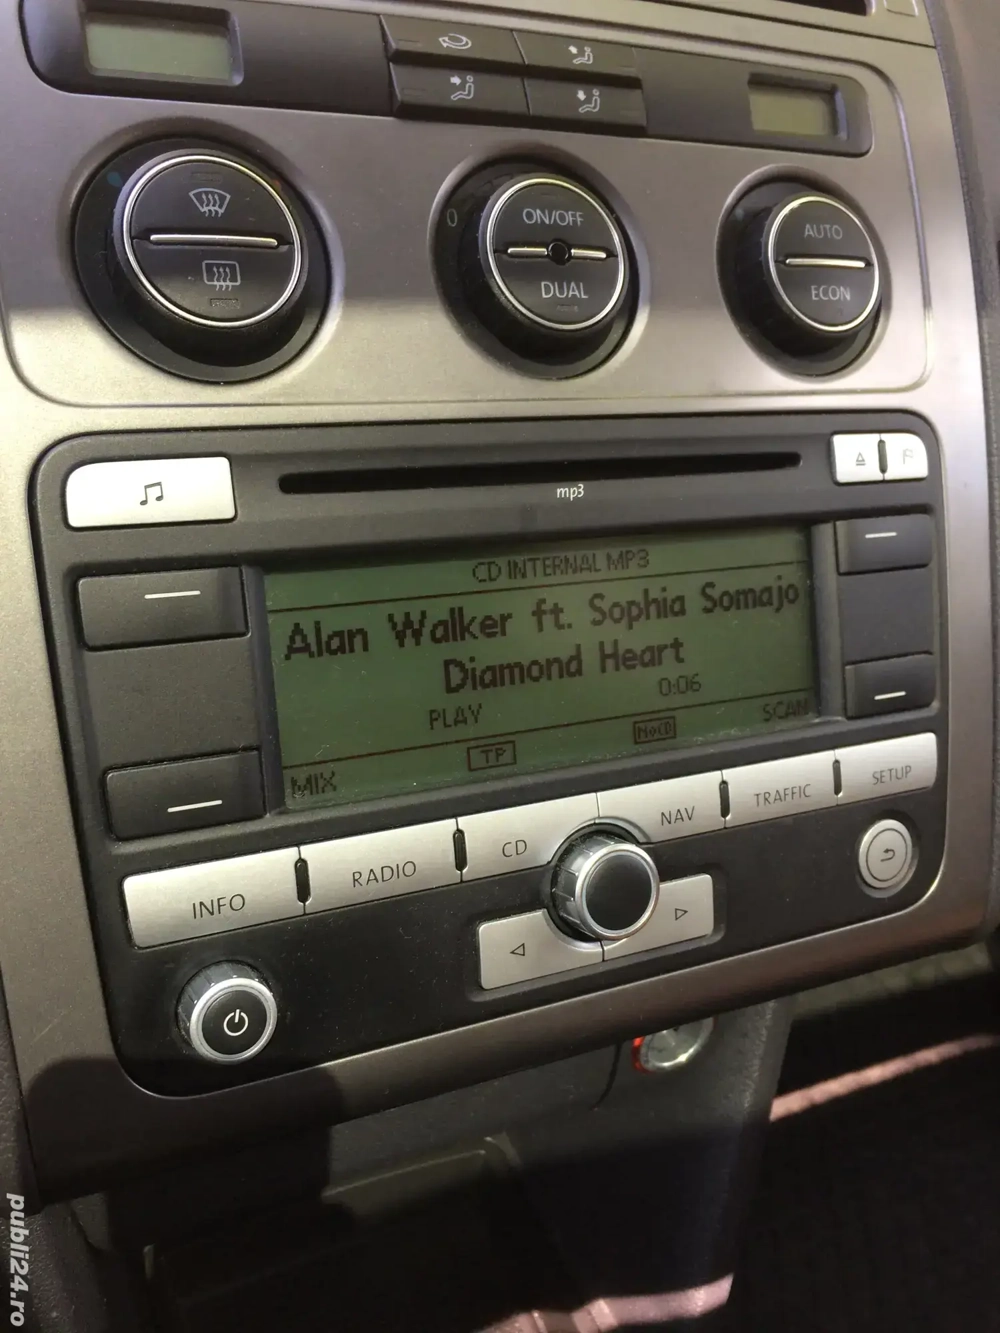 0
ON/OFF
DUAL
AUTO
ECON
mp3
CD INTERNAL MP3
Alan Walker ft. Sophia Somajo
Diamond Heart
0:06
PLAY
SCAN
MIX
TP
NoCD
INFO
RADIO
CD
NAV
TRAFFIC
SETUP
publi24.ro